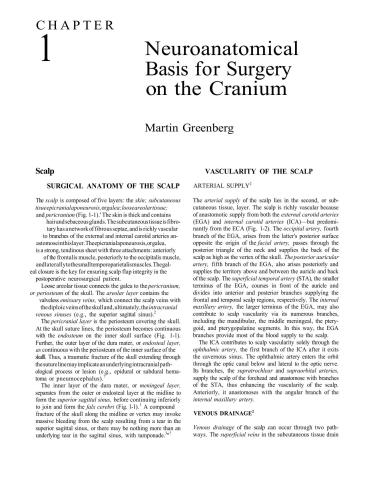 CHAPTER
1
Neuroanatomical
Basis for Surgery
on the Cranium
Martin Greenberg
Scalp
SURGICAL ANATOMY OF THE SCALP
The scalp is composed of five layers: the skin; subcutaneous
tissue; epicranial aponeurosis, or galea; loose areolar tissue;
and pericranium (Fig. 1-1). The skin is thick and contains
hair and sebaceous glands. The subcutaneous tissue is fibro-
fatty has a network of fibrous septae, and is richly vascular
to branches of the external and internal carotid arteries an-
astomose in this layer. The epicranial aponeurosis, or galea,
is a strong, tendinous sheet with three attachments: anteriorly
of the frontalis muscle, posteriorly to the occipitalis muscle,
and laterally to the small temporoparietalis muscles. The gal-
eal closure is the key for ensuring scalp flap integrity in the
postoperative neurosurgical patient.
Loose areolar tissue connects the galea to the pericranium,
or periosteum of the skull. The areolar layer contains the
valveless emissary veins, which connect the scalp veins with
the diploic veins of the skull and, ultimately, the intracranial
venous sinuses (e.g., the superior sagittal sinus).
The pericranial layer is the periosteum covering the skull.
At the skull suture lines, the periosteum becomes continuous
with the endosteum on the inner skull surface (Fig. 1-1).
Further, the outer layer of the dura mater, or endosteal layer,
is continuous with the periosteum of the inner surface of the
skull. Thus, a traumatic fracture of the skull extending through
the suture line may implicate an underlying intracranial path-
ological process or lesion (e.g., epidural or subdural hema-
toma or pneumocephalus).
The inner layer of the dura mater, or meningeal layer,
separates from the outer or endosteal layer at the midline to
form the superior sagittal sinus, before continuing inferiorly
to join and form the falx cerebri (Fig. 1-1). A compound
fracture of the skull along the midline or vertex may invoke
massive bleeding from the scalp resulting from a tear in the
superior sagittal sinus, or there may be nothing more than an
underlying tear in the sagittal sinus, with tamponade.
VASCULARITY OF THE SCALP
ARTERIAL SUPPLY
The arterial supply of the scalp lies in the second, or sub-
cutaneous tissue, layer. The scalp is richly vascular because
of anastomotic supply from both the external carotid arteries
(EGA) and internal carotid arteries (ICA)—but predomi-
nantly from the ECA (Fig. 1-2). The occipital artery, fourth
branch of the EGA, arises from the latter's posterior surface
opposite the origin of the facial artery, passes through the
posterior triangle of the neck and supplies the back of the
scalp as high as the vertex of the skull. The posterior auricular
artery, fifth branch of the EGA, also arises posteriorly and
supplies the territory above and between the auricle and back
of the scalp. The superficial temporal artery (STA), the smaller
terminus of the EGA, courses in front of the auricle and
divides into anterior and posterior branches supplying the
frontal and temporal scalp regions, respectively. The internal
maxillary artery, the larger terminus of the EGA, may also
contribute to scalp vascularity via its numerous branches,
including the mandibular, the middle meningeal, the ptery-
goid, and pterygopalatine segments. In this way, the EGA
branches provide most of the blood supply to the scalp.
The ICA contributes to scalp vascularity solely through the
ophthalmic artery, the first branch of the ICA after it exits
the cavernous sinus. The ophthalmic artery enters the orbit
through the optic canal below and lateral to the optic nerve.
Its branches, the supratrochlear and supraorbital arteries,
supply the scalp of the forehead and anastomose with branches
of the STA, thus enhancing the vascularity of the scalp.
Anteriorly, it anastomoses with the angular branch of the
internal maxillary artery.
VENOUS DRAINAGE
Venous drainage of the scalp can occur through two path-
ways. The superficial veins in the subcutaneous tissue drain